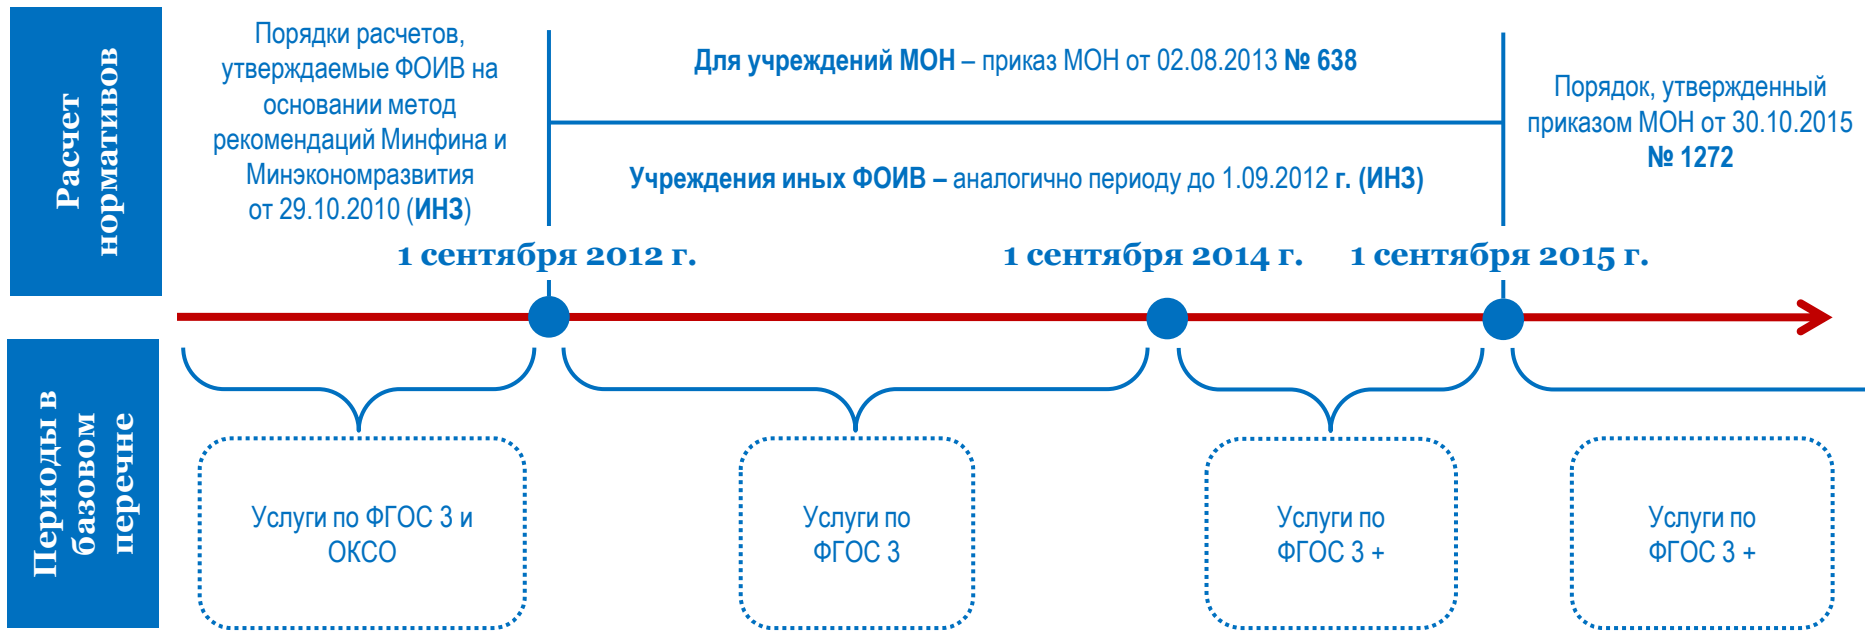 Расчет
нормативов
Порядки расчетов,
утверждаемые ФОИВ на
основании метод
рекомендаций Минфина и
Минэкономразвития
от 29.10.2010 (ИНЗ)
Для учреждений МОН – приказ МОН от 02.08.2013 № 638
Учреждения иных ФОИВ – аналогично периоду до 1.09.2012 г. (ИНЗ)
Порядок, утвержденный
приказом МОН от 30.10.2015
№ 1272
1 сентября 2012 г.
1 сентября 2014 г.
1 сентября 2015 г.
Периоды в
базовом
перечне
Услуги по ФГОС 3 и
ОКСО
Услуги по
ФГОС 3
Услуги по
ФГОС 3 +
Услуги по
ФГОС 3 +